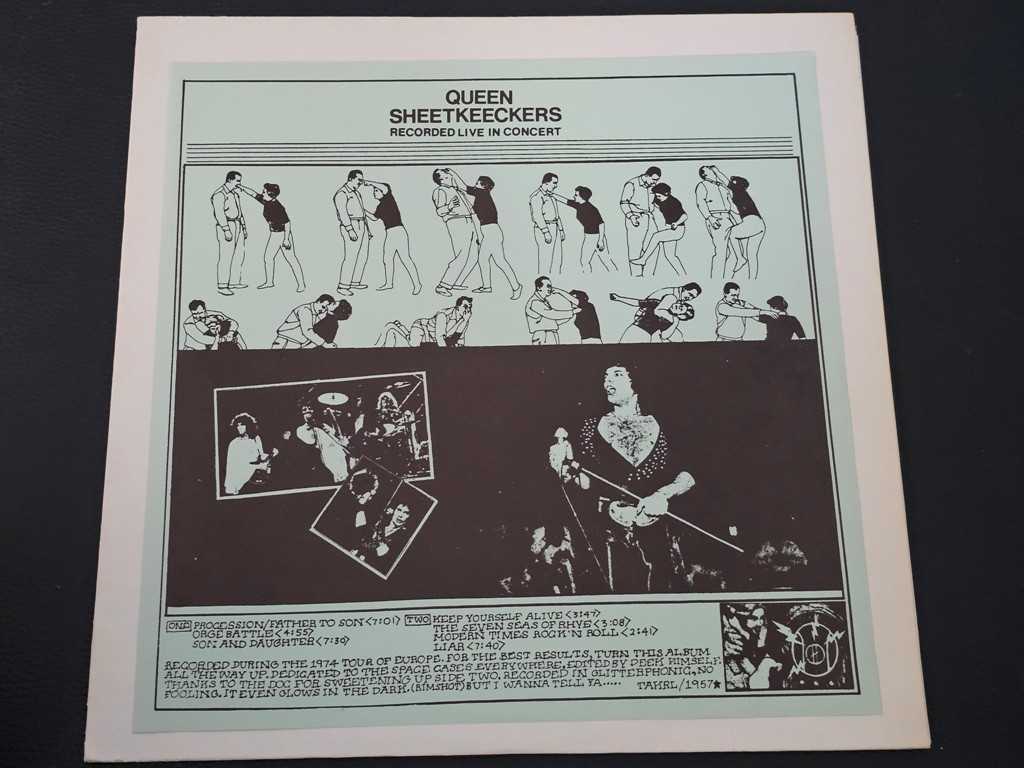 QUEEN
SHEETKEECKERS
RECORDED LIVE IN CONCERT
ONE PROGESSION/FATHER TO SON <7:01>
ORGE BATTLE <4:55>
SON AND DAUGHTER <7:30>
TWO KEEP YOURSELF ALIVE <3:47>
THE SEVEN SEAS OF RHYE <3:08>
MODERN TIMES ROCK'N ROLL <2:41>
LIAR <7:40>
RECORDED DURING THE 1974 TOUR OF EUROPE. FOR THE BEST RESULTS, TURN THIS ALBUM
ALL THE WAY UP. DEDICATED TO THE SPACE CASES EVERYWHERE, EDITED BY DEEK HIMSELF.
THANKS TO THE DOG FOR SWEETENING UP SIDE TWO. RECORDED IN GLITTERPHONIC, NO
FOOLING. IT EVEN GLOWS IN THE DARK. (RIMSHOT) BUT I WANNA TELL YA.....
TAKRL/1957★